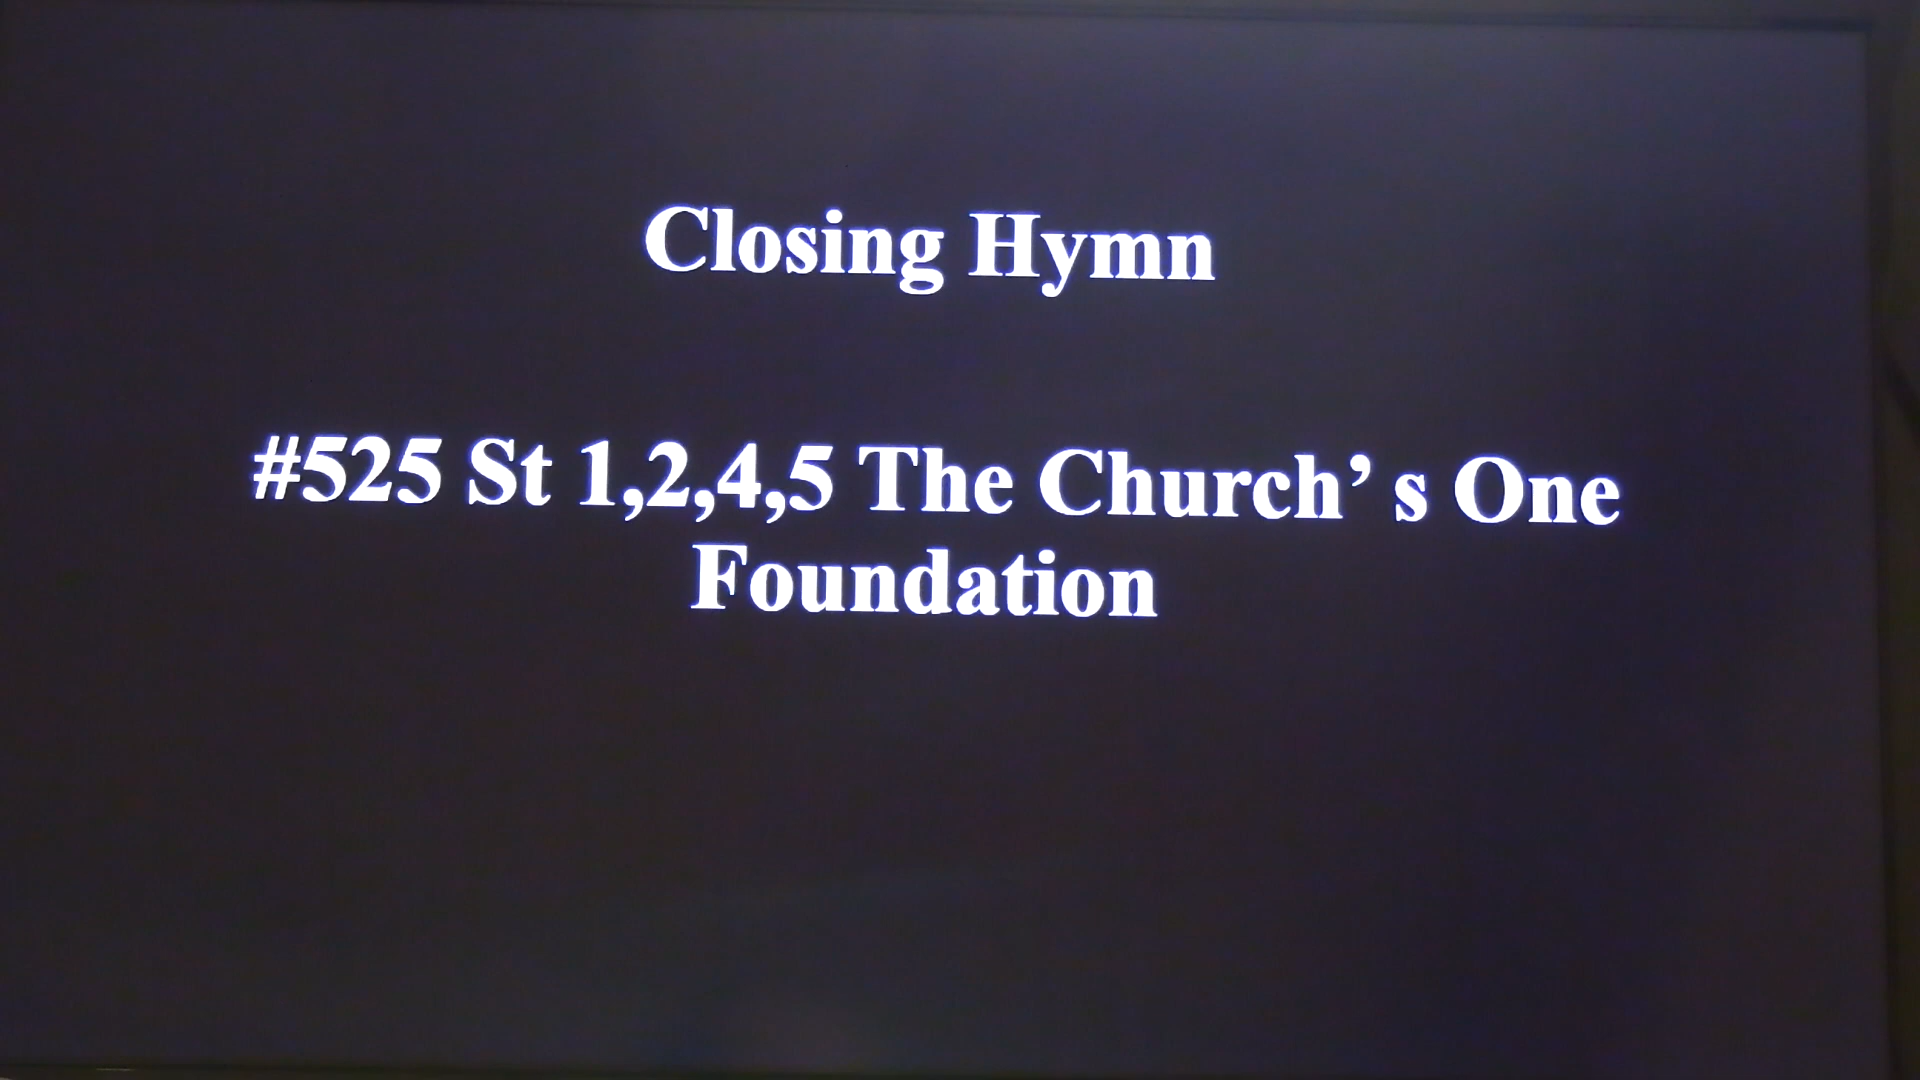 Closing Hymn
#525 St 1,2,4,5 The Church’ s One
Foundation